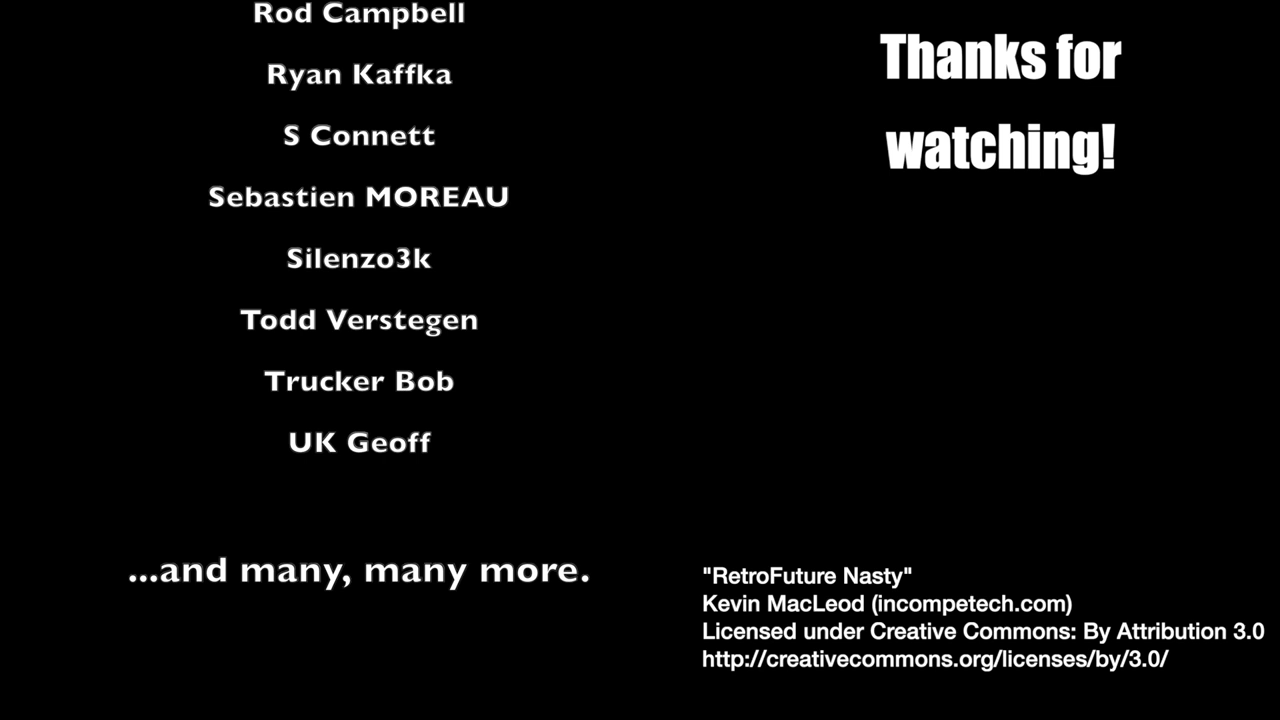 Rod Campbell
Ryan Kaffka
S Connett
Sebastien MOREAU
Silenzo3k
Todd Verstegen
Trucker Bob
UK Geoff
...and many, many more.
Thanks for
watching!
"RetroFuture Nasty"
Kevin MacLeod (incompetech.com)
Licensed under Creative Commons: By Attribution 3.0
http://creativecommons.org/licenses/by/3.0/